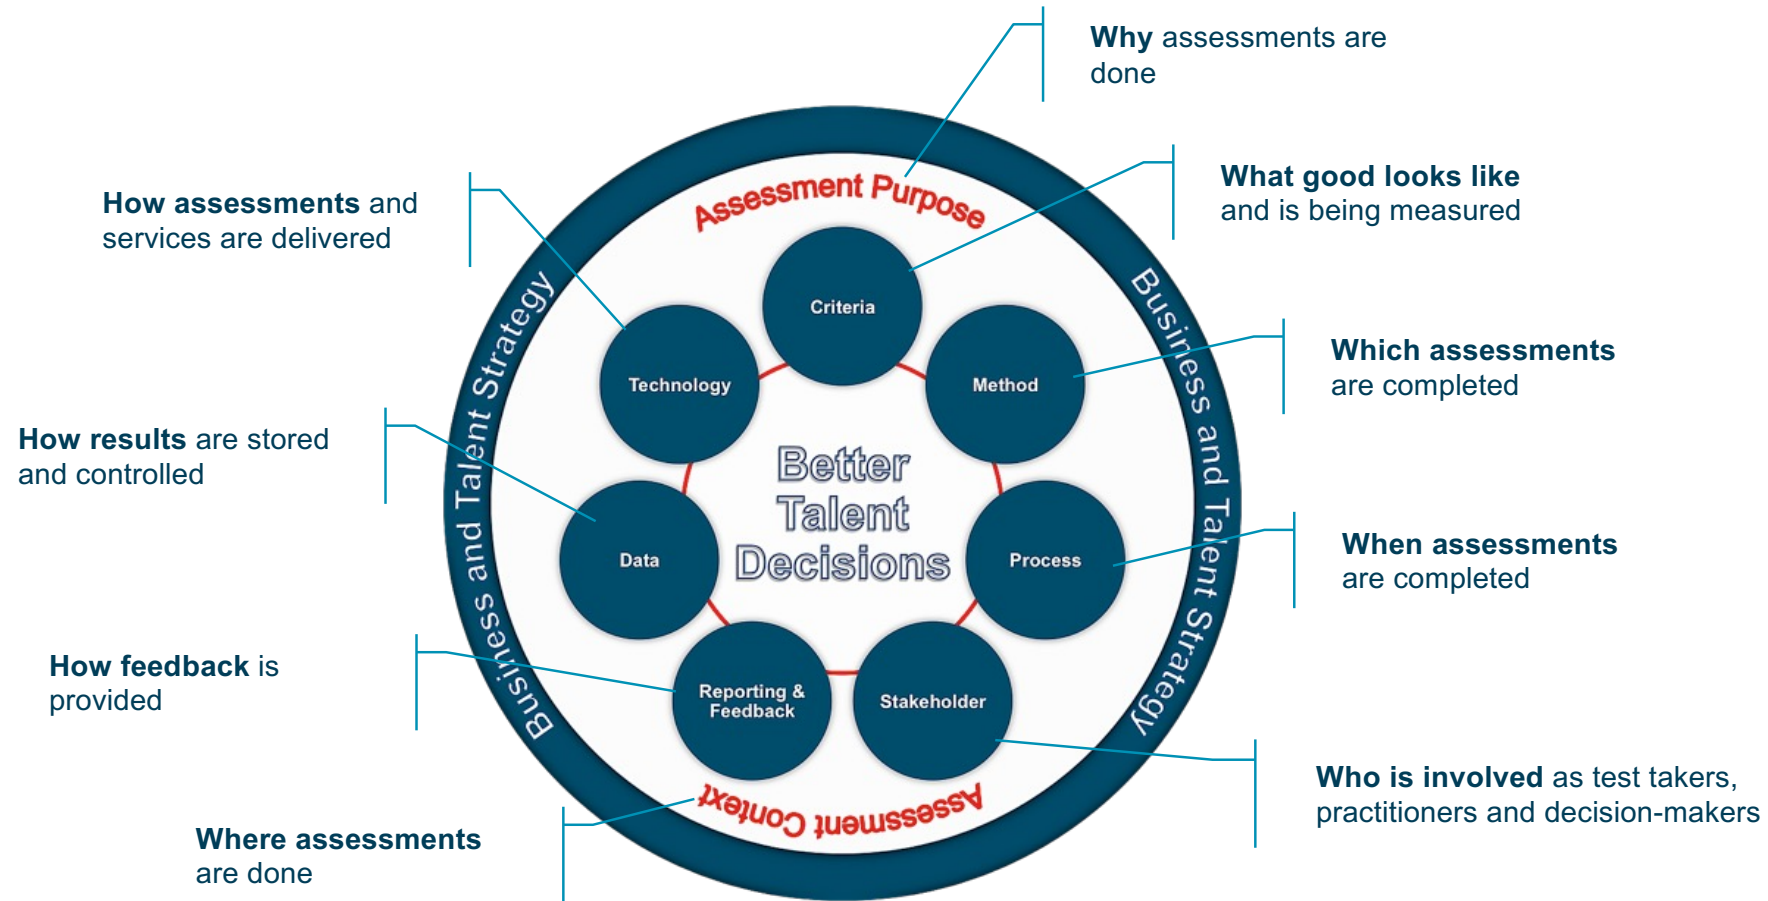 Why assessments are
done
What good looks like
and is being measured
How assessments and
services are delivered
Assessment Purpose
Criteria
Business and Talent Strategy
Business and Talent Strategy
Which assessments
are completed
Technology
Method
How results are stored
and controlled
Better
Talent
Decisions
When assessments
are completed
Data
Process
How feedback is
provided
Reporting &
Feedback
Stakeholder
Who is involved as test takers,
practitioners and decision-makers
Assessment Context
Where assessments
are done